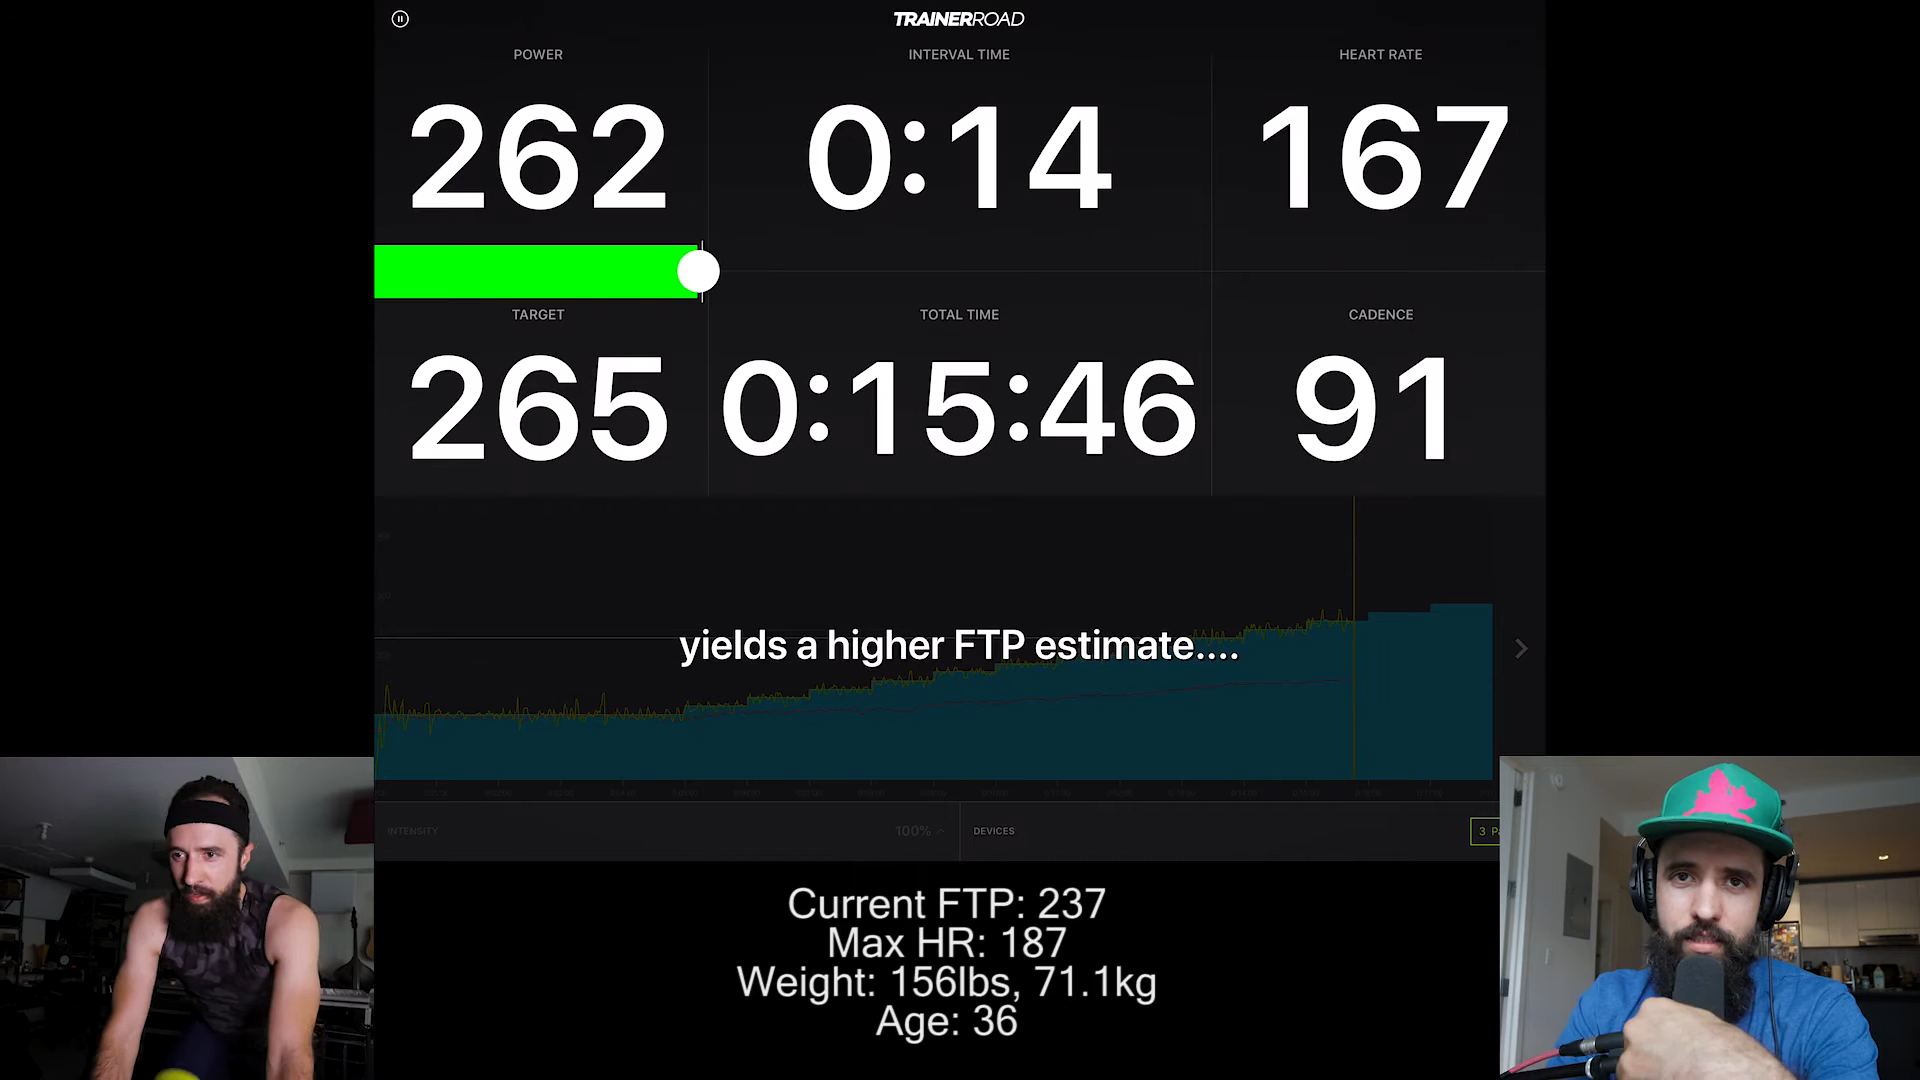 TRAINERROAD
POWER
INTERVAL TIME
HEART RATE
262
0:14
167
TARGET
TOTAL TIME
CADENCE
265
0:15:46
91
yields a higher FTP estimate....
INTENSITY
100%
DEVICES
3
Current FTP: 237
Max HR: 187
Weight: 156lbs, 71.1kg
Age: 36